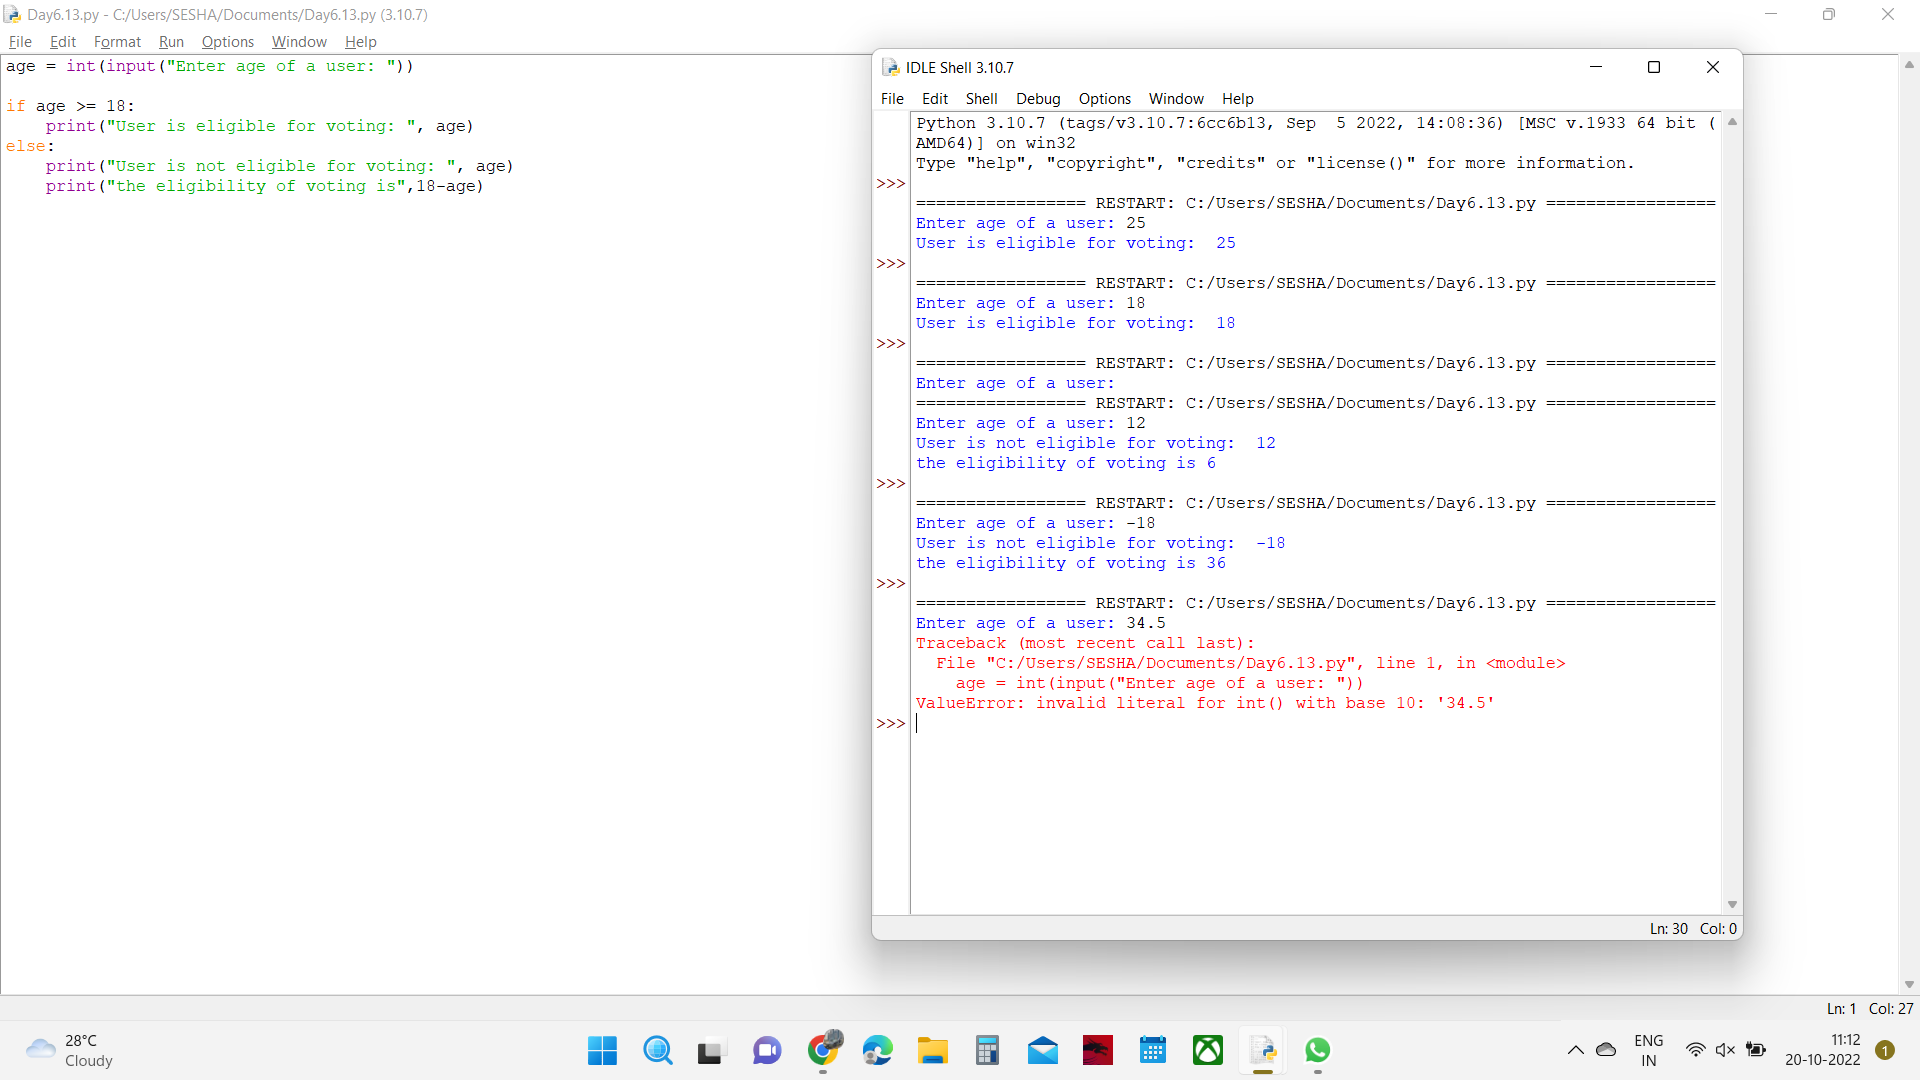 Day6.13.py - C:/Users/SESHA/Documents/Day6.13.py (3.10.7)
File Edit Format Run Options Window Help
age = int(input("Enter age of a user: "))
if age >= 18:
    print("User is eligible for voting: ", age)
else:
    print("User is not eligible for voting: ", age)
    print("the eligibility of voting is",18-age)
IDLE Shell 3.10.7
File Edit Shell Debug Options Window Help
Python 3.10.7 (tags/v3.10.7:6cc6b13, Sep  5 2022, 14:08:36) [MSC v.1933 64 bit (
AMD64)] on win32
Type "help", "copyright", "credits" or "license()" for more information.
>>>
================= RESTART: C:/Users/SESHA/Documents/Day6.13.py =================
Enter age of a user: 25
User is eligible for voting:  25
>>>
================= RESTART: C:/Users/SESHA/Documents/Day6.13.py =================
Enter age of a user: 18
User is eligible for voting:  18
>>>
================= RESTART: C:/Users/SESHA/Documents/Day6.13.py =================
Enter age of a user:
================= RESTART: C:/Users/SESHA/Documents/Day6.13.py =================
Enter age of a user: 12
User is not eligible for voting:  12
the eligibility of voting is 6
>>>
================= RESTART: C:/Users/SESHA/Documents/Day6.13.py =================
Enter age of a user: -18
User is not eligible for voting:  -18
the eligibility of voting is 36
>>>
================= RESTART: C:/Users/SESHA/Documents/Day6.13.py =================
Enter age of a user: 34.5
Traceback (most recent call last):
  File "C:/Users/SESHA/Documents/Day6.13.py", line 1, in <module>
    age = int(input("Enter age of a user: "))
ValueError: invalid literal for int() with base 10: '34.5'
>>>
Ln: 30 Col: 0
Ln: 1 Col: 27
28°C
Cloudy
ENG
IN
11:12
20-10-2022
1